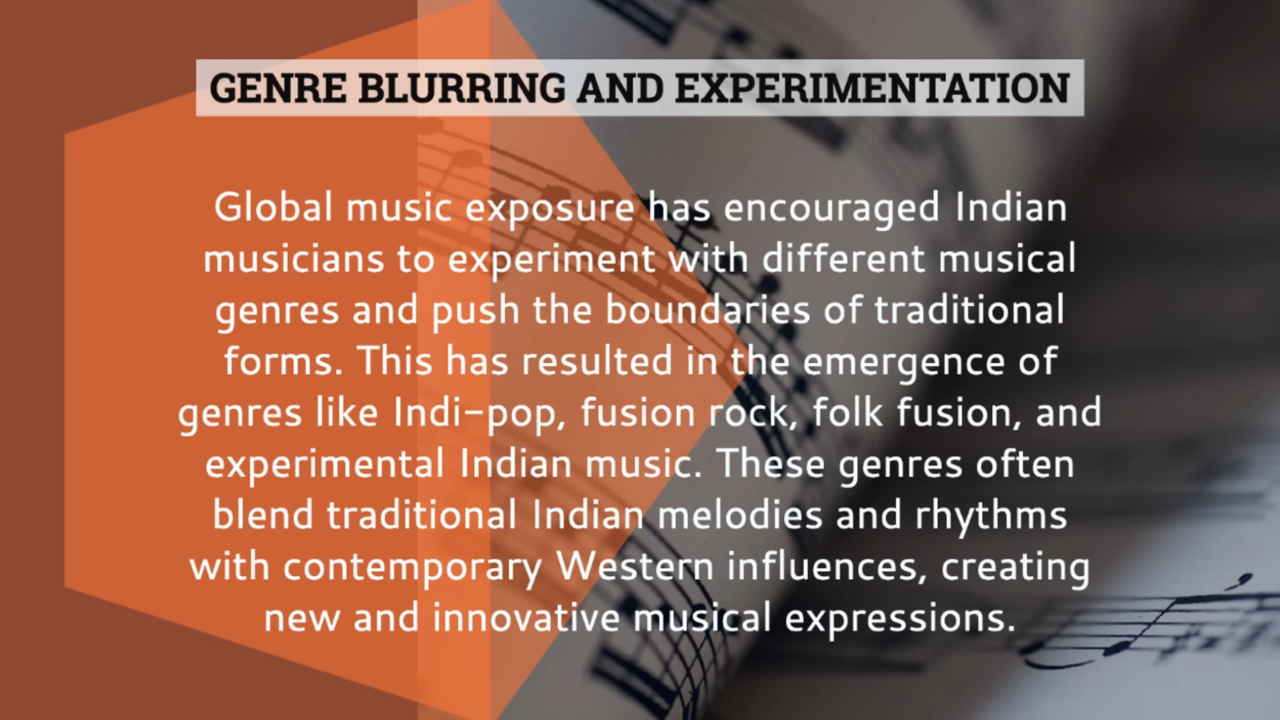 GENRE BLURRING AND EXPERIMENTATION
Global music exposure has encouraged Indian
musicians to experiment with different musical
genres and push the boundaries of traditional
forms. This has resulted in the emergence of
genres like Indi-pop, fusion rock, folk fusion, and
experimental Indian music. These genres often
blend traditional Indian melodies and rhythms
with contemporary Western influences, creating
new and innovative musical expressions.